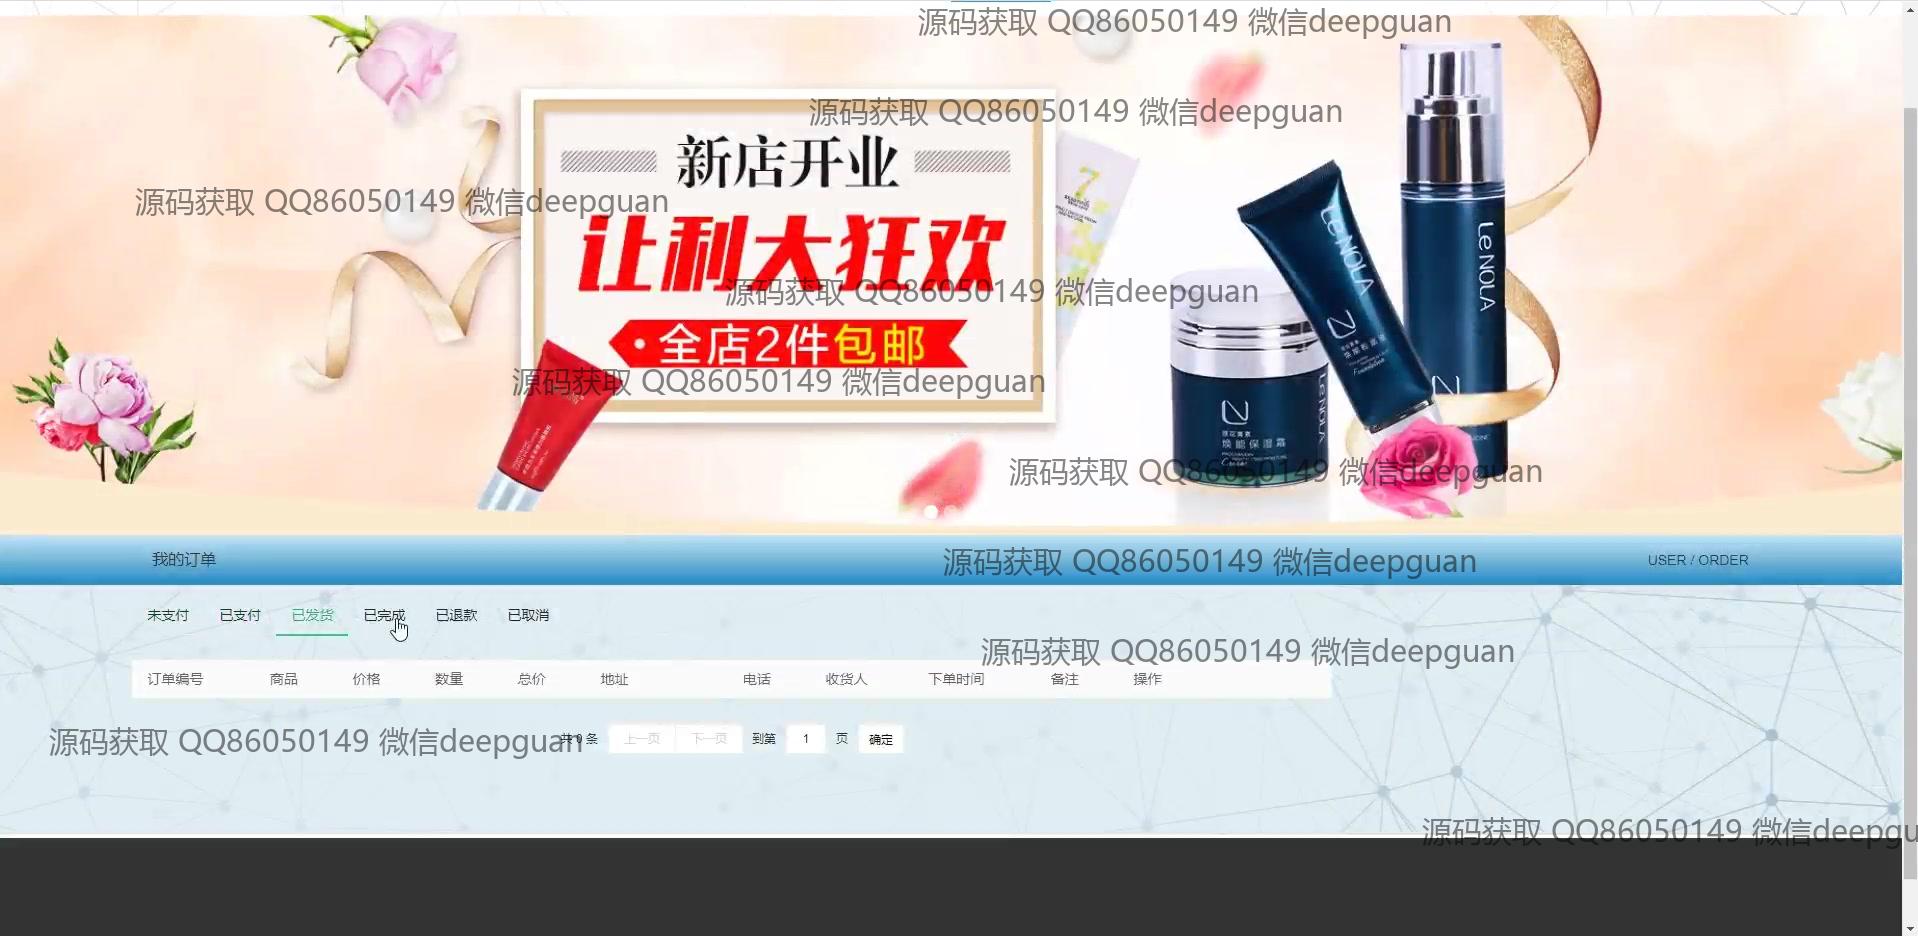 源码获取 QQ86050149 微信deepguan
源码获取 QQ86050149 微信deepguan
新店开业
源码获取 QQ86050149 微信deepguan
让利大狂欢
源码获取 QQ86050149 微信deepguan
全店2件包邮
源码获取 QQ86050149 微信deepguan
7
LeNOLA
LeNOLA
LeNOLA
焕能保湿霜
源码获取 QQ86050149 微信deepguan
我的订单
源码获取 QQ86050149 微信deepguan
USER / ORDER
未支付 已支付 已发货 已完成 已退款 已取消
源码获取 QQ86050149 微信deepguan
订单编号 商品 价格 数量 总价 地址 电话 收货人 下单时间 备注 操作
源码获取 QQ86050149 微信deepguan
共 0 条 上一页 下一页 到第 1 页 确定
源码获取 QQ86050149 微信deepgu